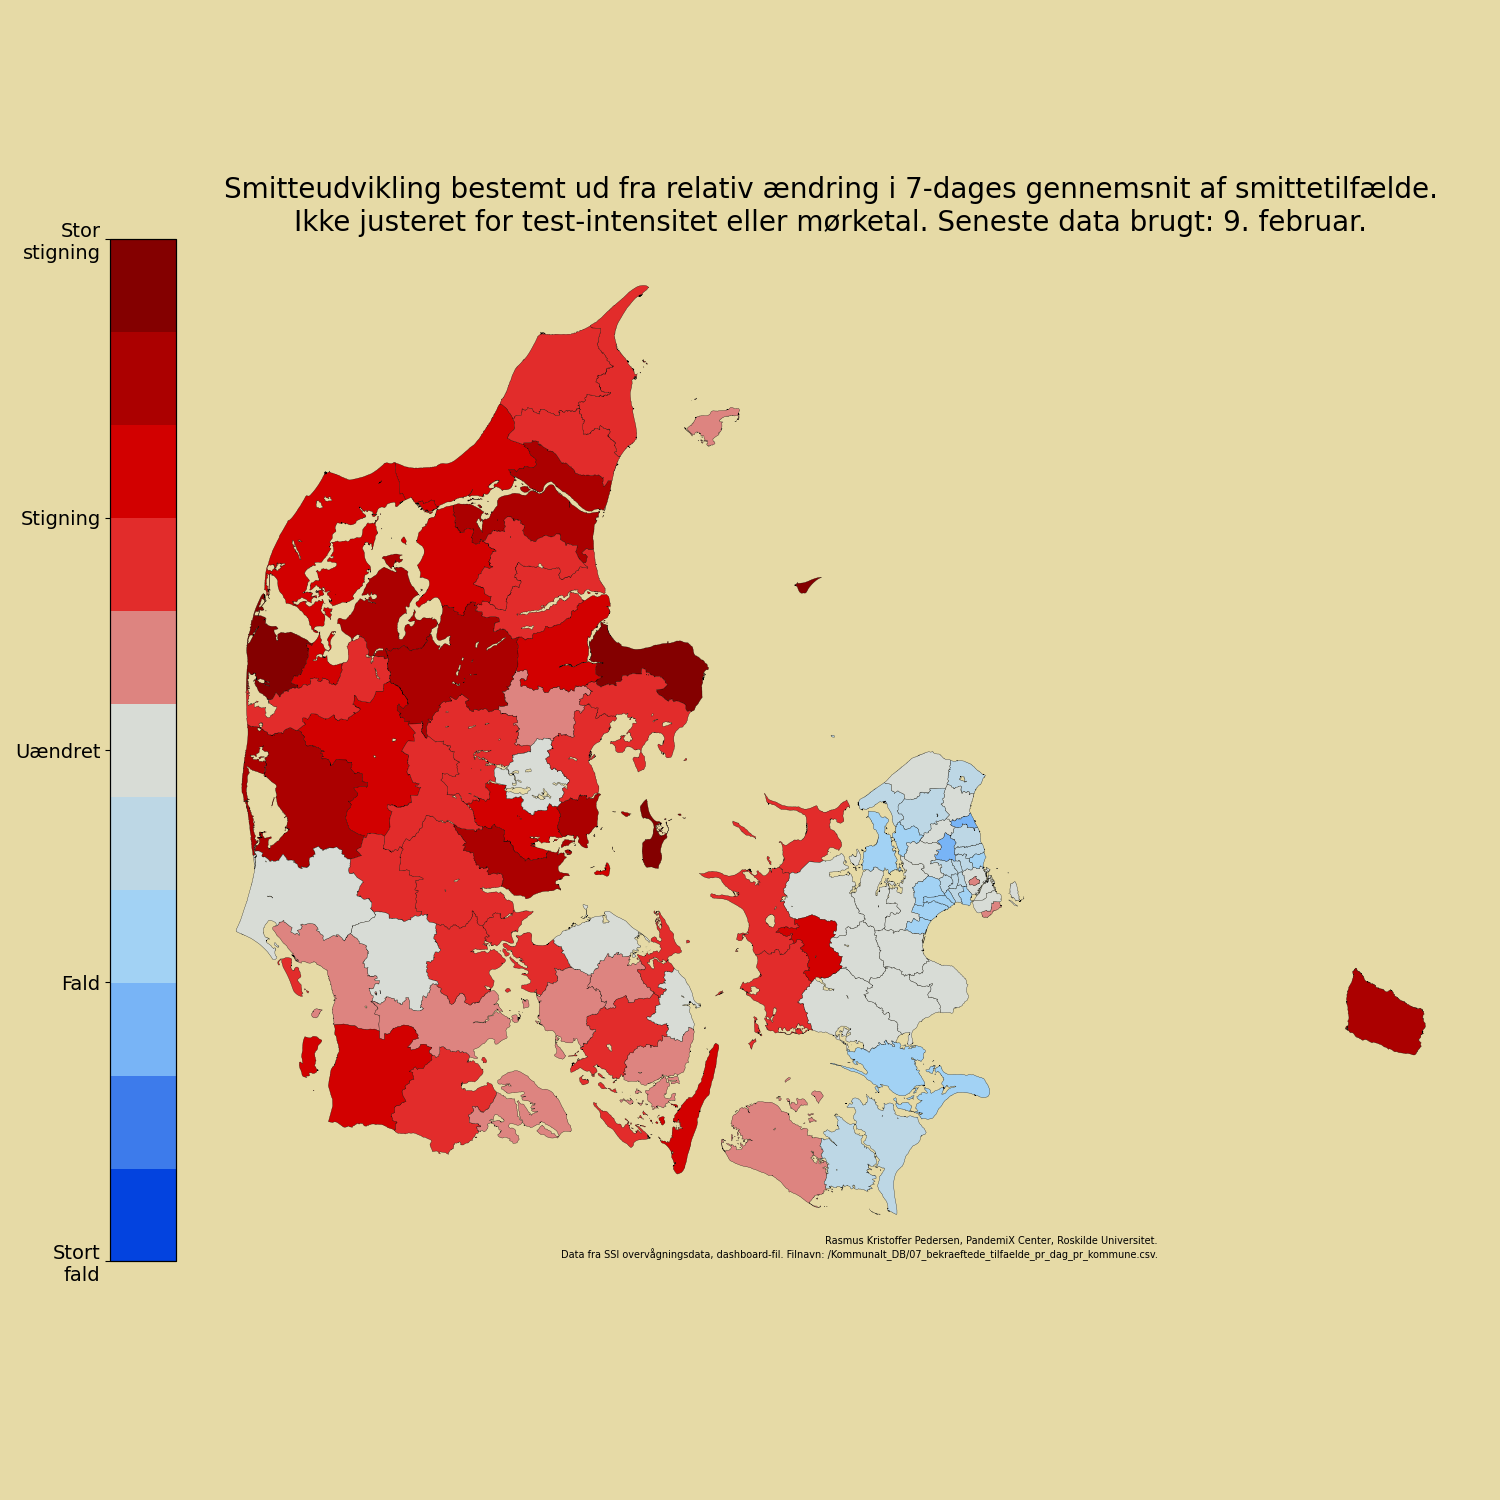 Smitteudvikling bestemt ud fra relativ ændring i 7-dages gennemsnit af smittetilfælde.
Ikke justeret for test-intensitet eller mørketal. Seneste data brugt: 9. februar.
Stor
stigning
Stigning
Uændret
Fald
Stort
fald
Rasmus Kristoffer Pedersen, PandemiX Center, Roskilde Universitet.
Data fra SSI overvågningsdata, dashboard-fil. Filnavn: /Kommunalt_DB/07_bekraeftede_tilfaelde_pr_dag_pr_kommune.csv.